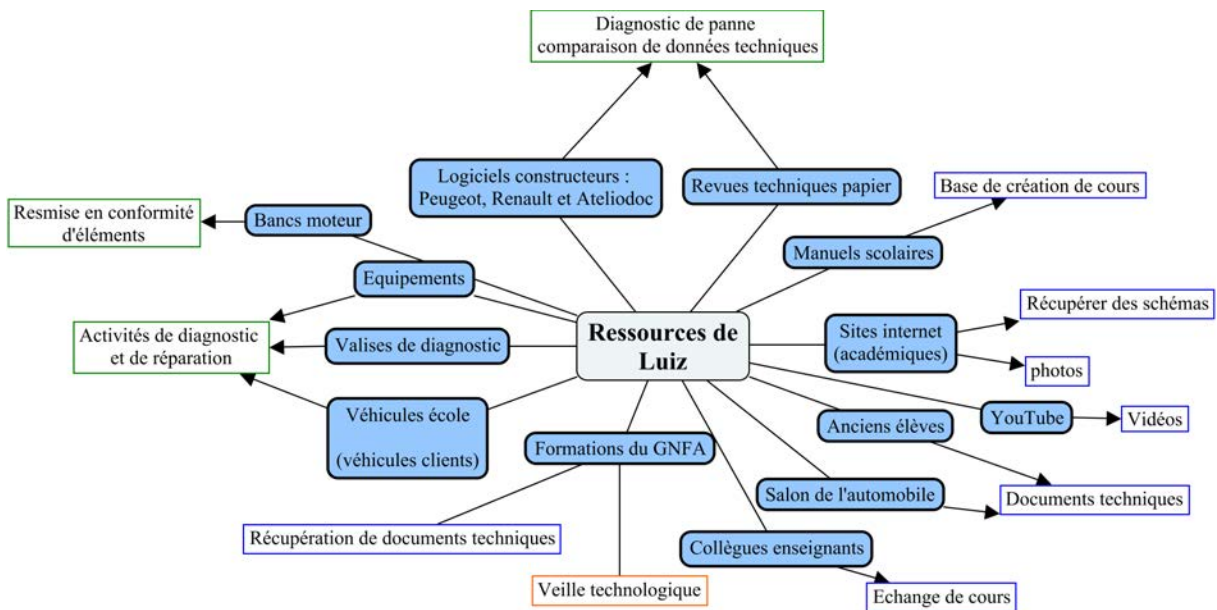 Diagnostic de panne
comparaison de données techniques
Logiciels constructeurs :
Peugeot, Renault et Ateliodoc
Revues techniques papier
Base de création de cours
Resmise en conformité
d'éléments
Bancs moteur
Manuels scolaires
Equipements
Récupérer des schémas
Activités de diagnostic
et de réparation
Valises de diagnostic
Ressources de
Luiz
Sites internet
(académiques)
photos
Véhicules école
(véhicules clients)
Anciens élèves
YouTube
Vidéos
Formations du GNFA
Salon de l'automobile
Documents techniques
Récupération de documents techniques
Collègues enseignants
Veille technologique
Echange de cours